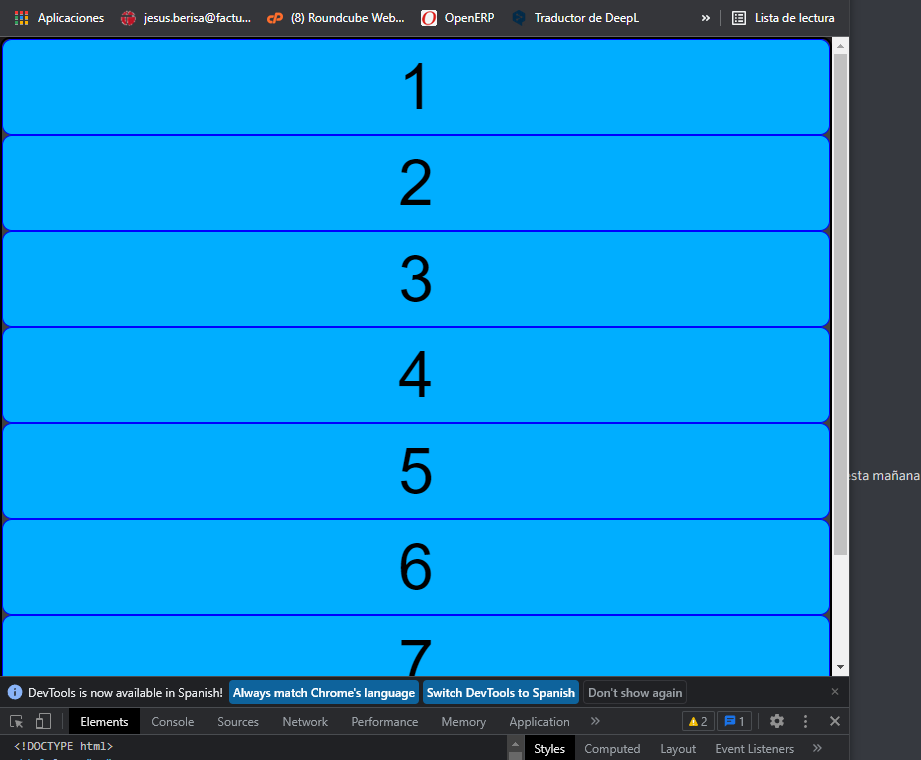 Aplicaciones jesus.berisa@factu... (8) Roundcube Web... OpenERP Traductor de DeepL » Lista de lectura
1
2
3
4
5
esta mañana
6
7
DevTools is now available in Spanish! Always match Chrome's language Switch DevTools to Spanish Don't show again ×
Elements Console Sources Network Performance Memory Application » 2 1
<!DOCTYPE html> Styles Computed Layout Event Listeners »